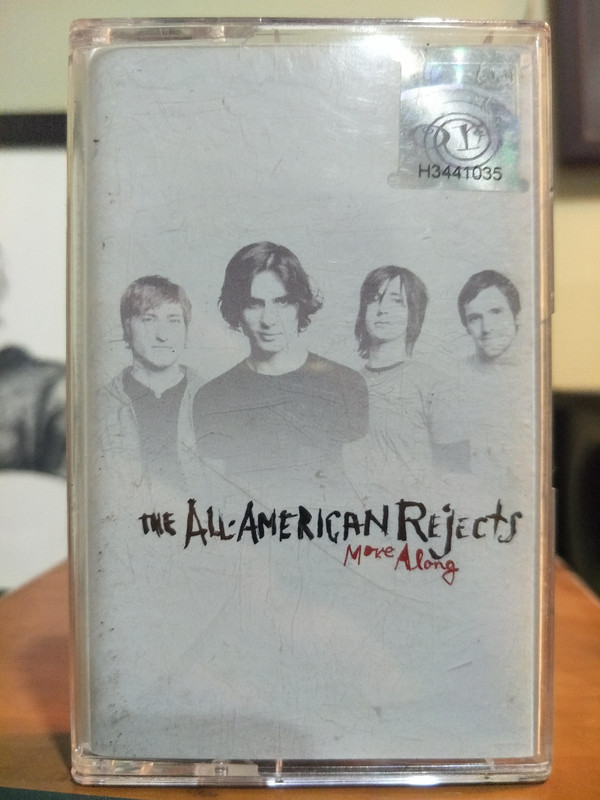 H3441035
THE ALL-AMERICAN REJECTS
Move Along